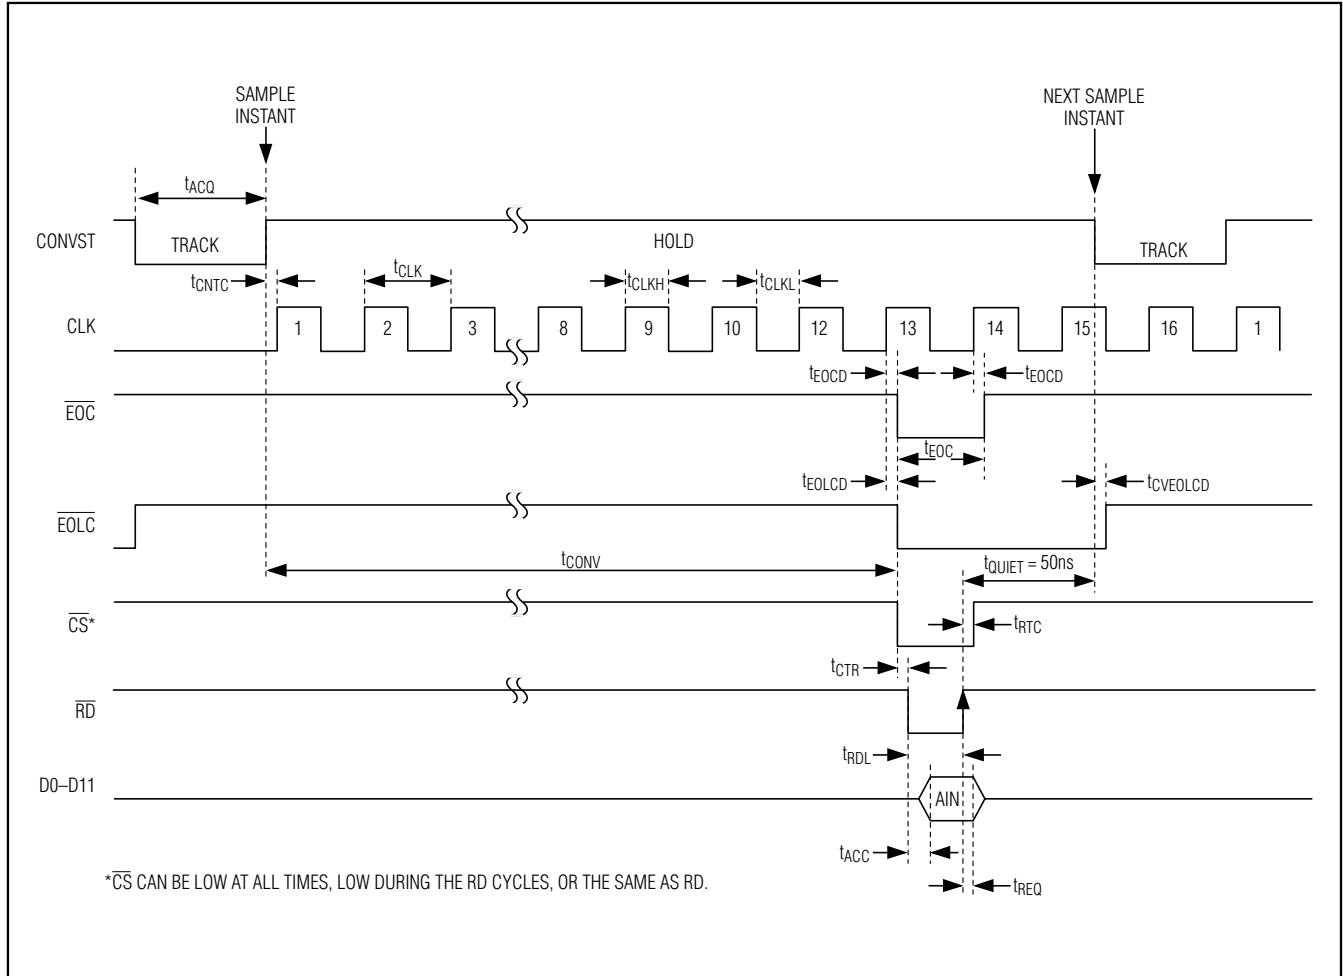 SAMPLE
INSTANT
NEXT SAMPLE
INSTANT
tACQ
CONVST
TRACK
HOLD
TRACK
tCNTC
tCLK
tCLKH
tCLKL
CLK
1 2 3 8 9 10 12 13 14 15 16 1
tEOCD
tEOCD
EOC
tEOC
tEOLCD
tCVEOLCD
EOLC
tCONV
tQUIET = 50ns
CS*
tRTC
tCTR
RD
tRDL
D0–D11
AIN
tACC
*CS CAN BE LOW AT ALL TIMES, LOW DURING THE RD CYCLES, OR THE SAME AS RD.
tREQ